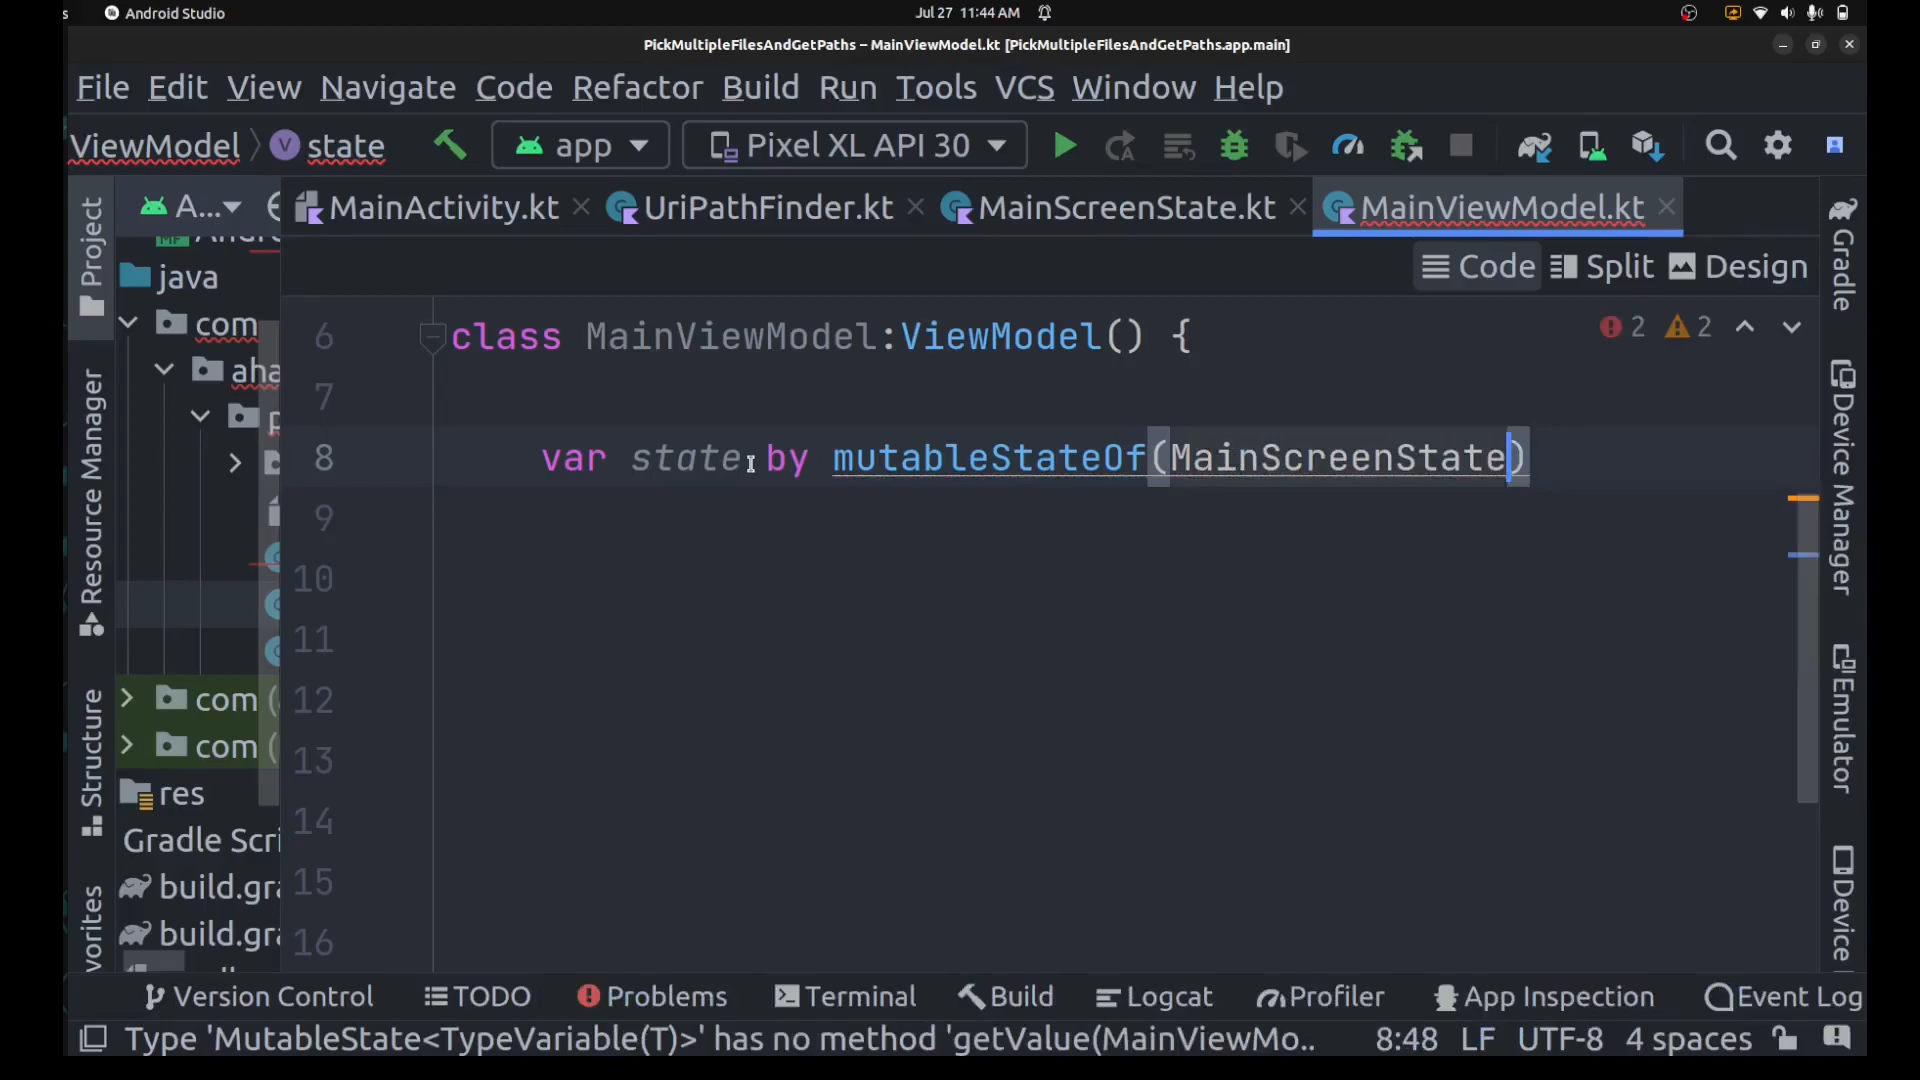 s Android Studio Jul 27 11:44 AM
PickMultipleFilesAndGetPaths – MainViewModel.kt [PickMultipleFilesAndGetPaths.app.main]
File Edit View Navigate Code Refactor Build Run Tools VCS Window Help
ViewModel V state app Pixel XL API 30
A... MainActivity.kt UriPathFinder.kt MainScreenState.kt MainViewModel.kt
Code Split Design
Project
Resource Manager
Structure
vorites
java
com
aha
p
com (
com (
res
Gradle Scri
build.gra
build.gra
6 class MainViewModel:ViewModel() {
7
8 var state by mutableStateOf(MainScreenState)
9
10
11
12
13
14
15
16
2 2
Gradle
Device Manager
Emulator
Device
Version Control TODO Problems Terminal Build Logcat Profiler App Inspection Event Log
Type 'MutableState<TypeVariable(T)>' has no method 'getValue(MainViewMo.. 8:48 LF UTF-8 4 spaces